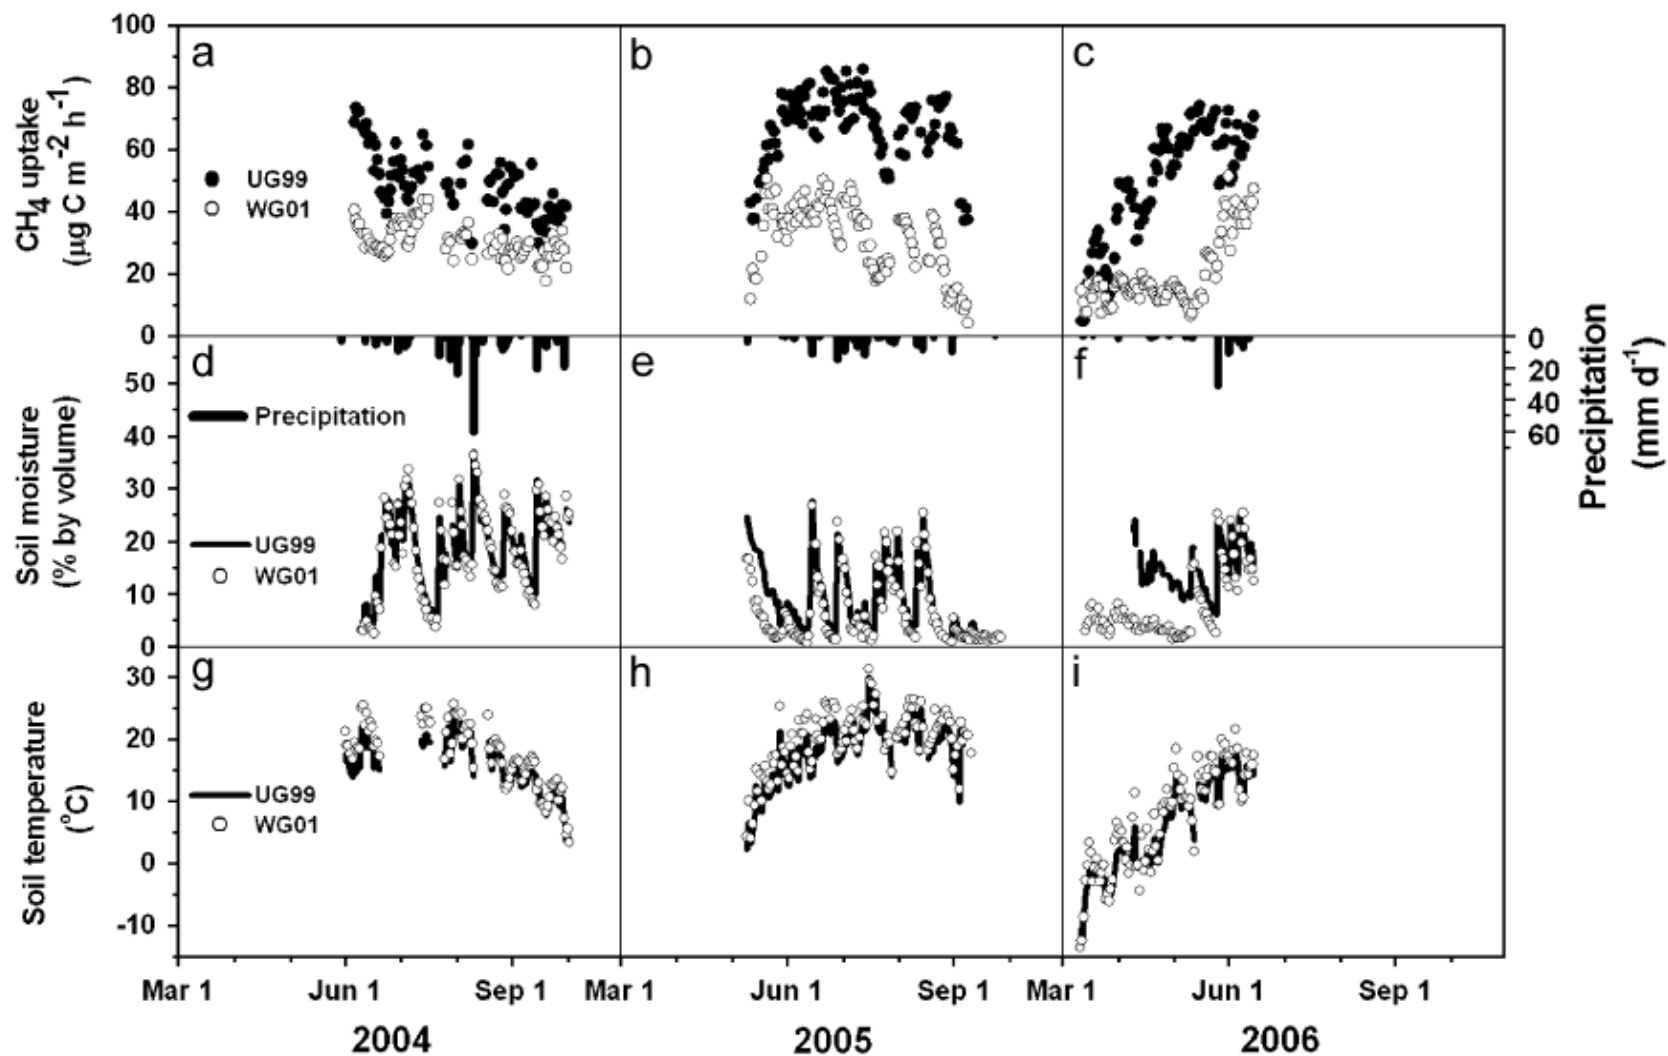 a
b
c
100
80
60
40
20
0
CH4 uptake
(µg C m-2 h-1)
UG99
WG01
d
e
f
50
40
30
20
10
0
Soil moisture
(% by volume)
Precipitation
UG99
WG01
0
20
40
60
Precipitation
(mm d-1)
g
h
i
30
20
10
0
-10
Soil temperature
(°C)
UG99
WG01
Mar 1 Jun 1 Sep 1 Mar 1 Jun 1 Sep 1 Mar 1 Jun 1 Sep 1
2004 2005 2006